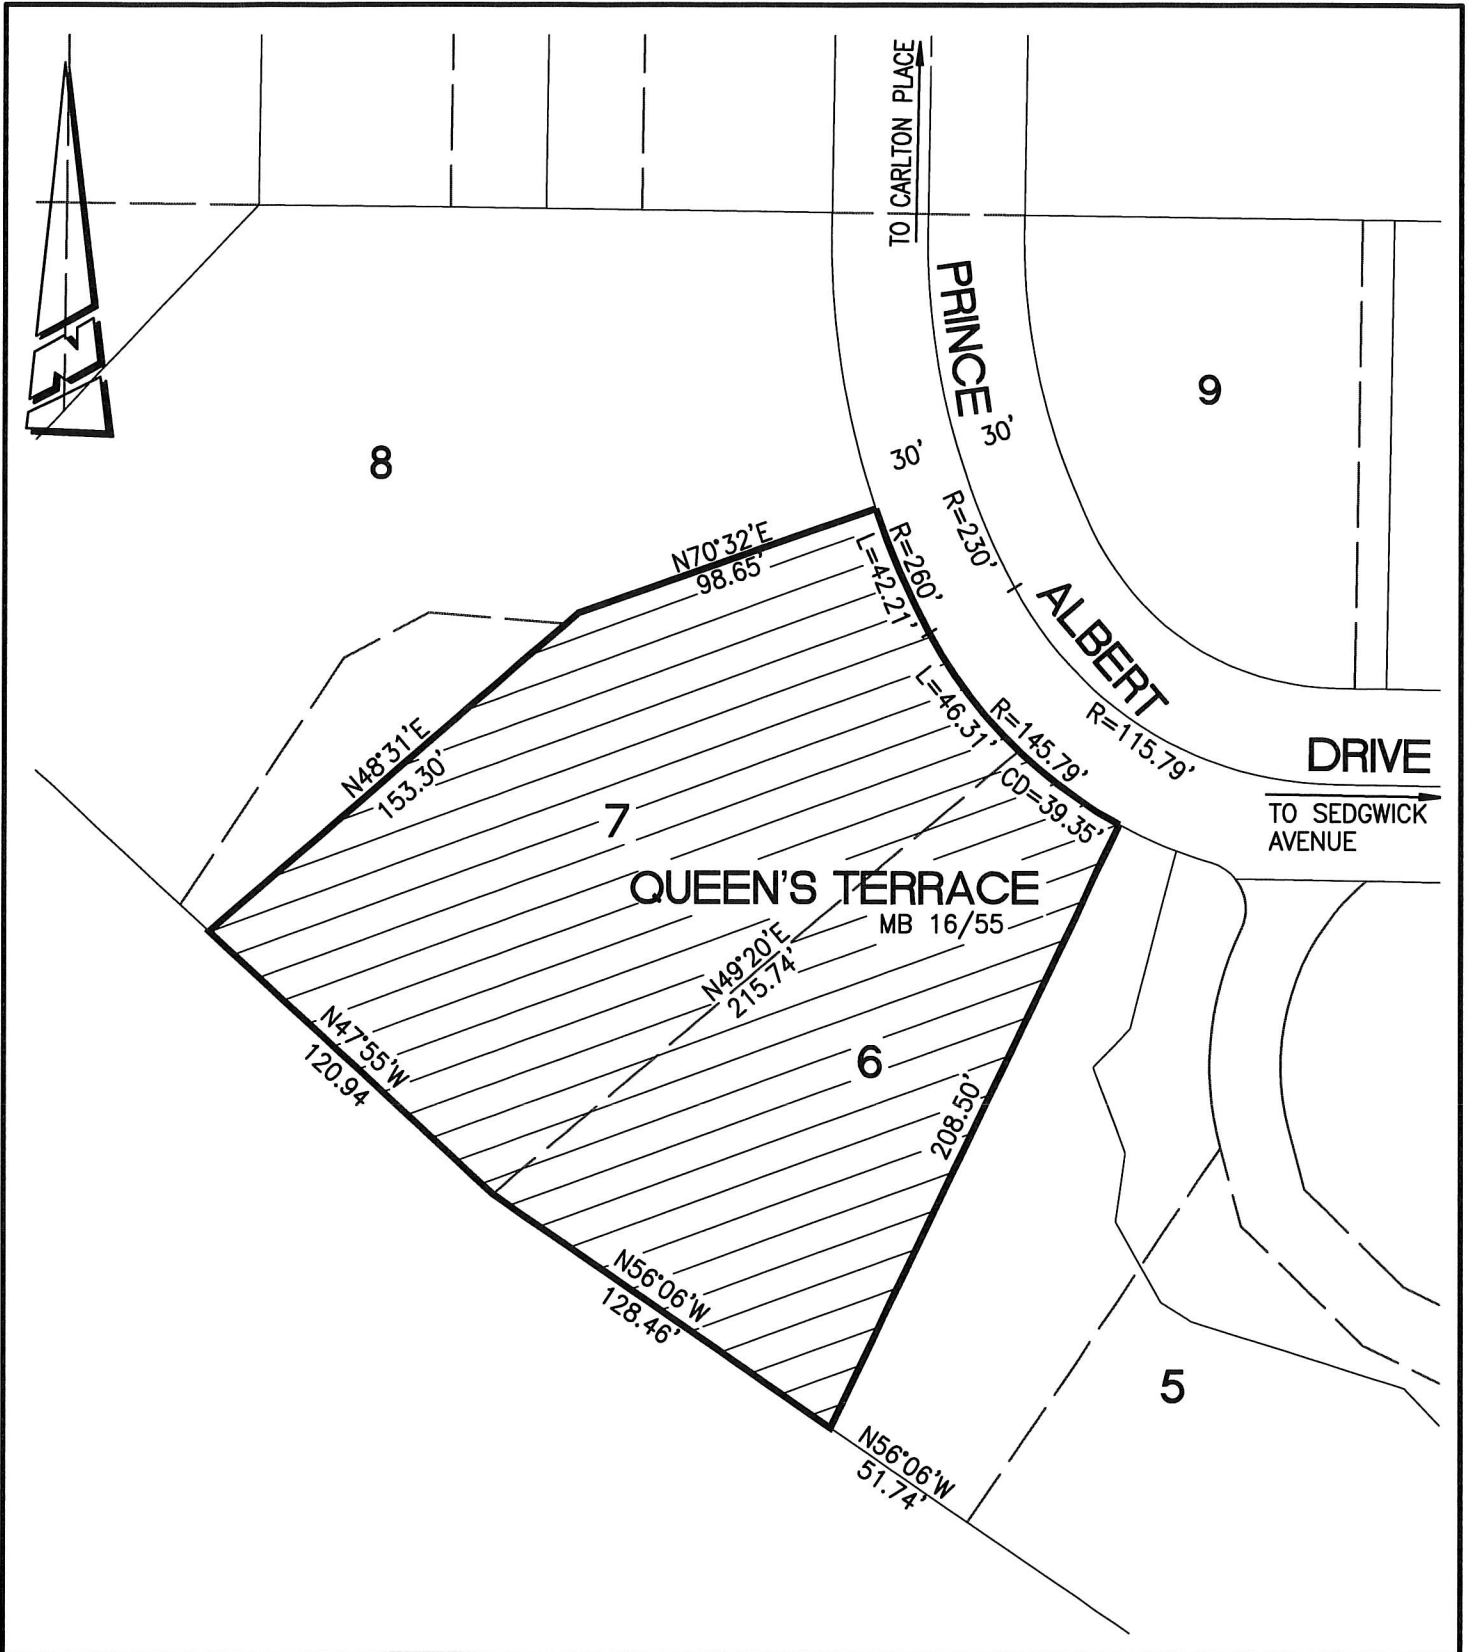 TO CARLTON PLACE
PRINCE
30'
30'
9
8
R=230'
N70°32'E
98.65'
R=260'
L=42.21'
ALBERT
L=46.31'
R=145.79'
R=115.79'
CD=39.35'
DRIVE
TO SEDGWICK
AVENUE
N48°31'E
153.30'
7
QUEEN'S TERRACE
MB 16/55
N49°20'E
215.74'
N47°55'W
120.94
6
208.50'
N56°06'W
128.46'
5
N56°06'W
51.74'